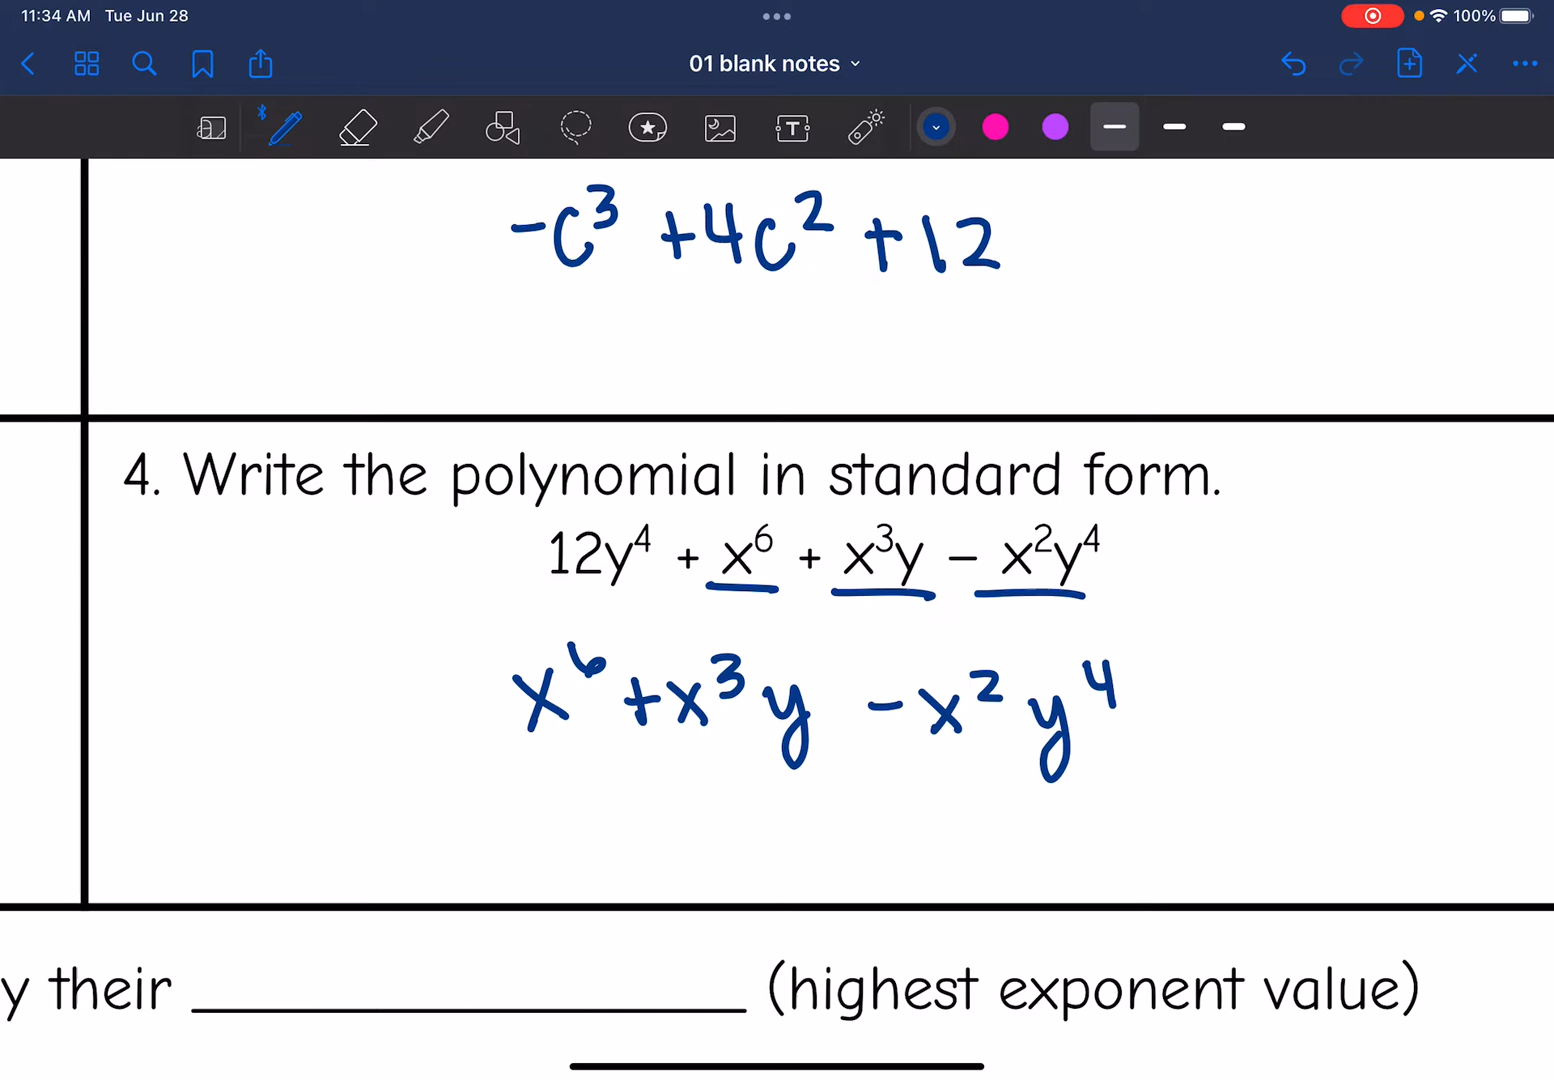 11:34 AM Tue Jun 28
100%
01 blank notes
T
-c³ +4c² +12
4. Write the polynomial in standard form.
12y⁴ + x⁶ + x³y − x²y⁴
x⁶ +x³y -x²y⁴
y their ____________ (highest exponent value)